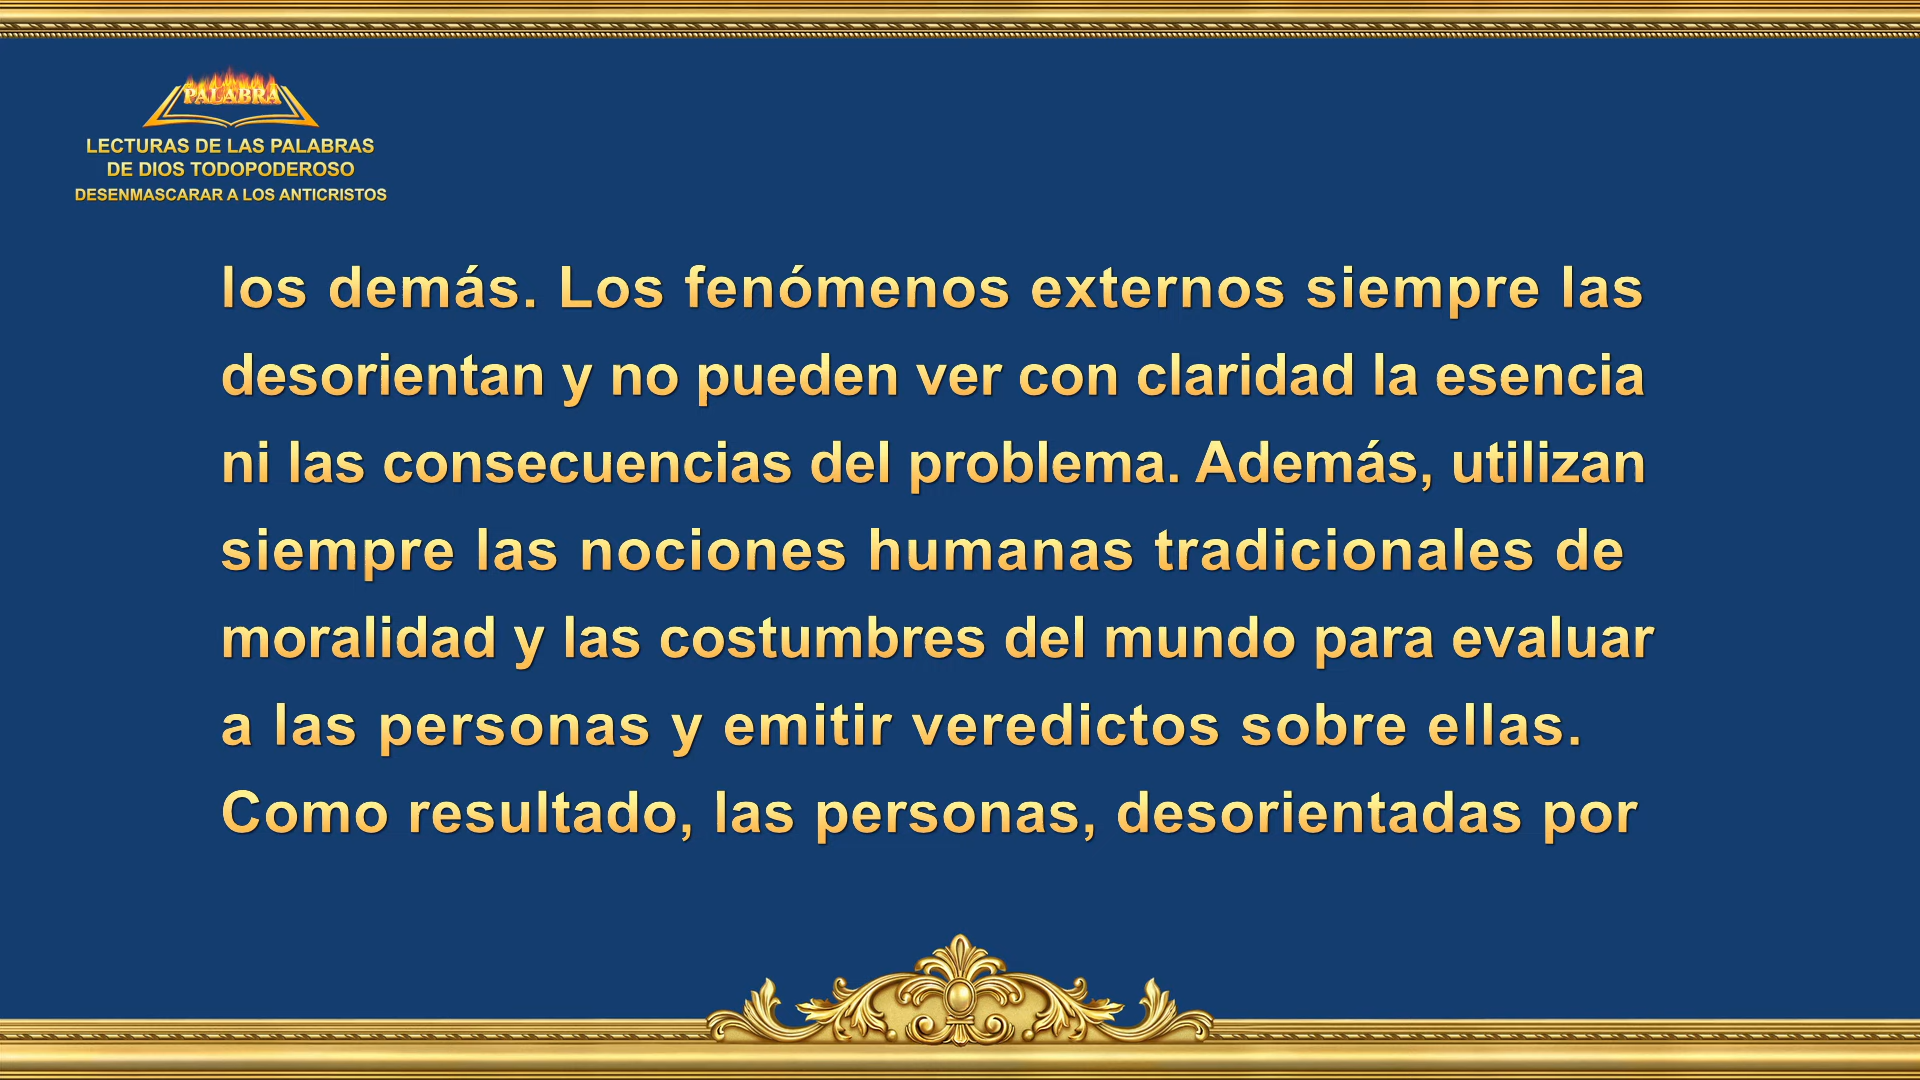 PALABRA
LECTURAS DE LAS PALABRAS
DE DIOS TODOPODEROSO
DESENMASCARAR A LOS ANTICRISTOS
los demás. Los fenómenos externos siempre las
desorientan y no pueden ver con claridad la esencia
ni las consecuencias del problema. Además, utilizan
siempre las nociones humanas tradicionales de
moralidad y las costumbres del mundo para evaluar
a las personas y emitir veredictos sobre ellas.
Como resultado, las personas, desorientadas por